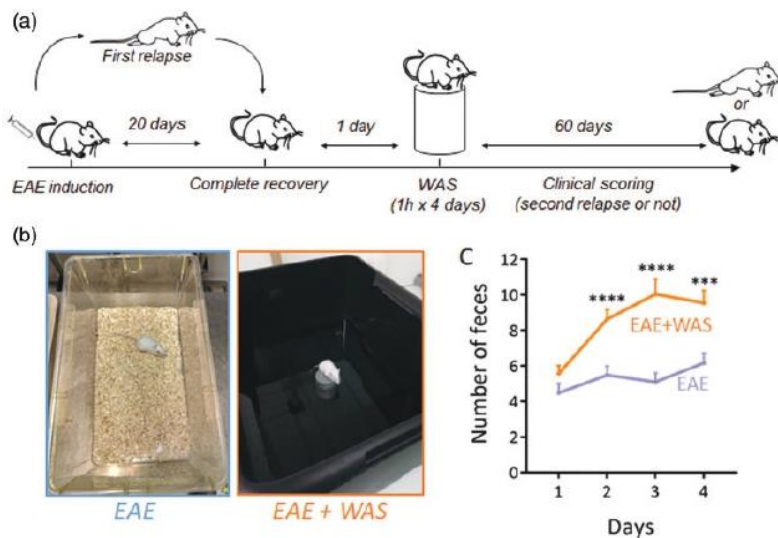 (a)
First relapse
20 days
1 day
60 days
or
EAE induction
Complete recovery
WAS
(1h x 4 days)
Clinical scoring
(second relapse or not)
(b)
EAE
EAE + WAS
C
Number of feces
12
10
8
6
4
2
0
****
****
***
EAE+WAS
EAE
1
2
3
4
Days